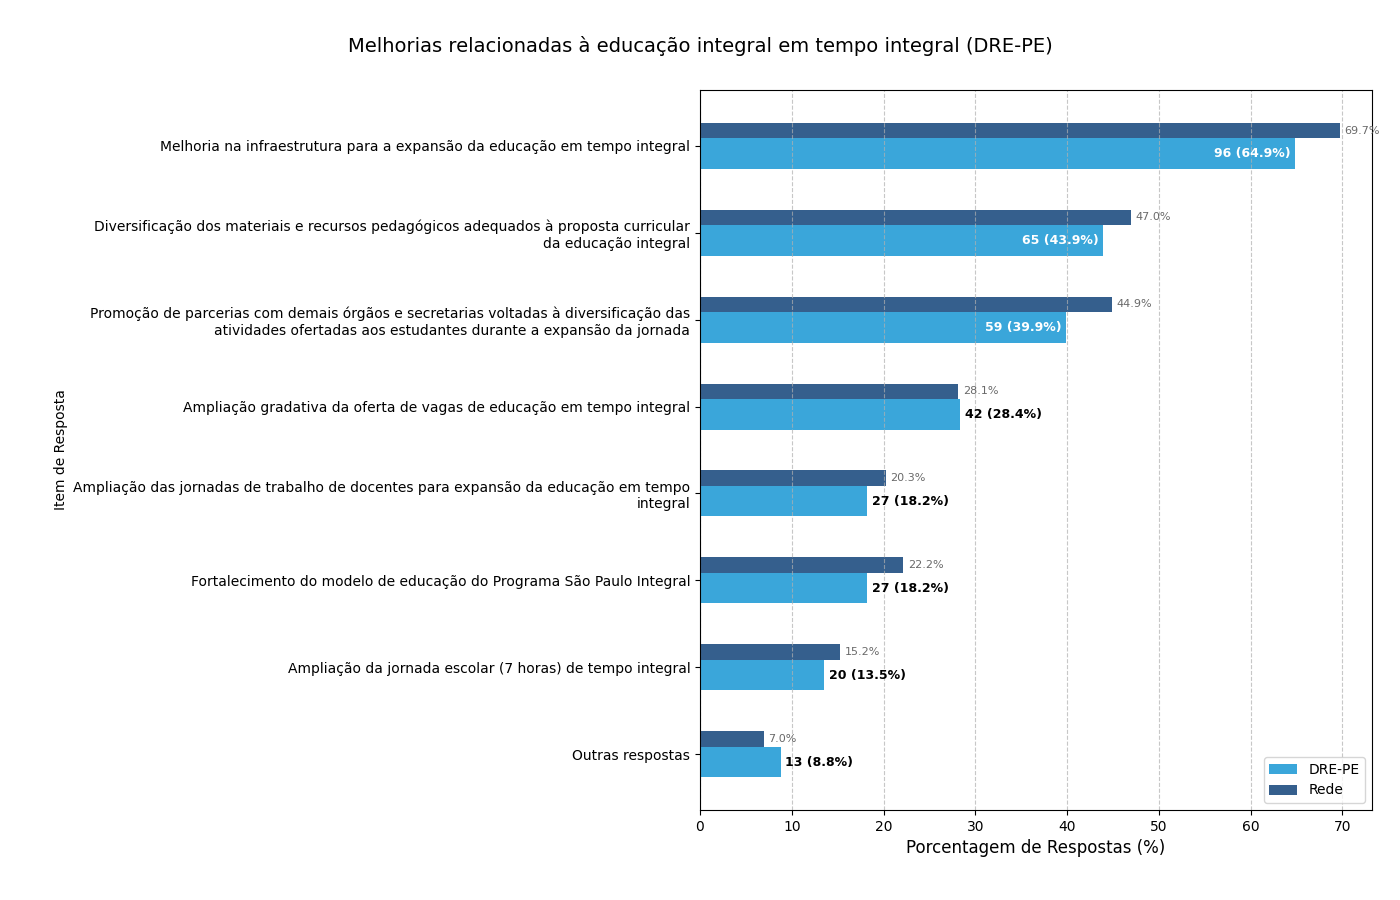 Melhorias relacionadas à educação integral em tempo integral (DRE-PE)
Item de Resposta
Melhoria na infraestrutura para a expansão da educação em tempo integral
69.7%
96 (64.9%)
Diversificação dos materiais e recursos pedagógicos adequados à proposta curricular
da educação integral
47.0%
65 (43.9%)
Promoção de parcerias com demais órgãos e secretarias voltadas à diversificação das
atividades ofertadas aos estudantes durante a expansão da jornada
44.9%
59 (39.9%)
Ampliação gradativa da oferta de vagas de educação em tempo integral
28.1%
42 (28.4%)
Ampliação das jornadas de trabalho de docentes para expansão da educação em tempo
integral
20.3%
27 (18.2%)
Fortalecimento do modelo de educação do Programa São Paulo Integral
22.2%
27 (18.2%)
Ampliação da jornada escolar (7 horas) de tempo integral
15.2%
20 (13.5%)
Outras respostas
7.0%
13 (8.8%)
DRE-PE
Rede
0 10 20 30 40 50 60 70
Porcentagem de Respostas (%)